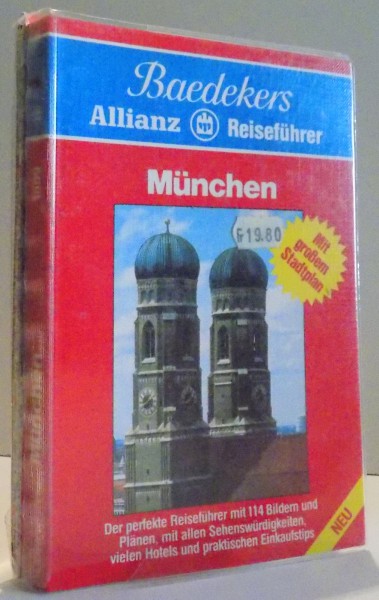 Baedekers
Allianz Reiseführer
München
19.80
Mit
großem
Stadtplan
Der perfekte Reiseführer mit 114 Bildern und
Plänen, mit allen Sehenswürdigkeiten,
vielen Hotels und praktischen Einkaufstips
NEU